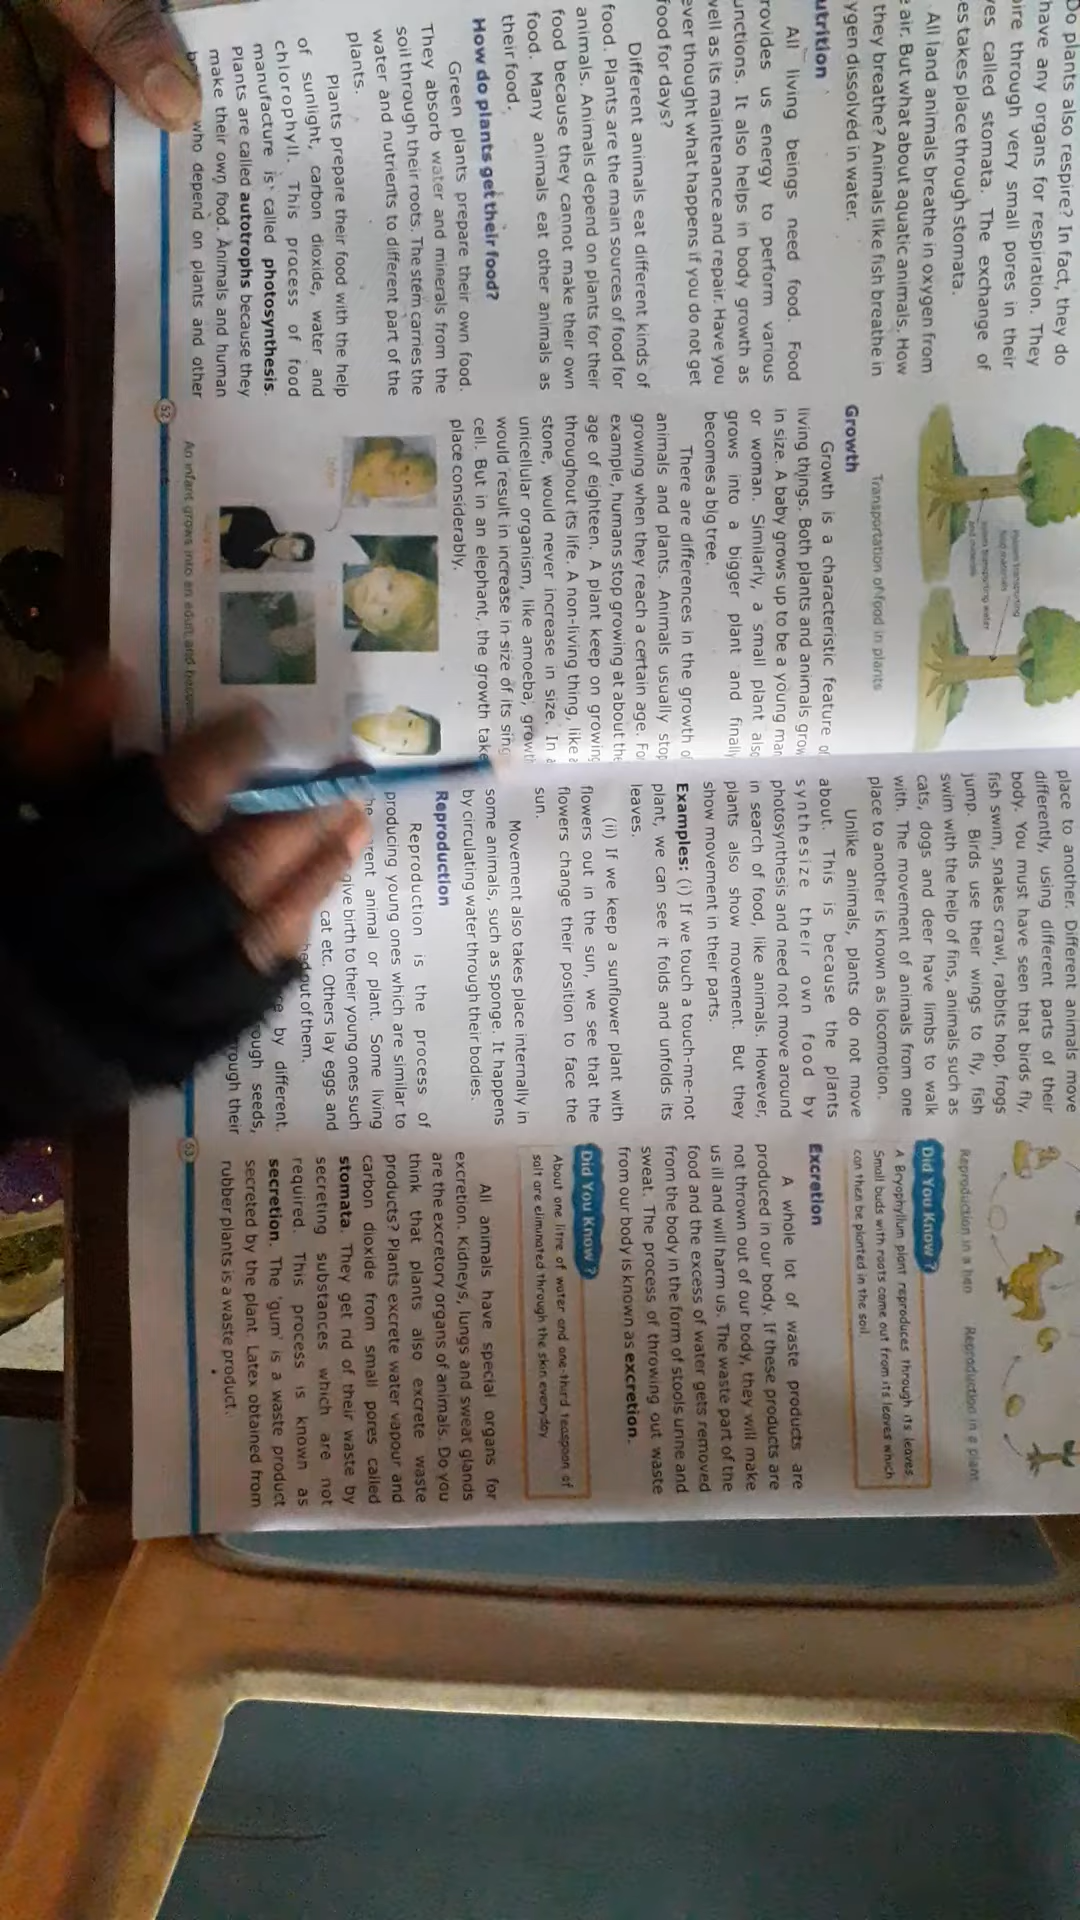 Do plants also respire? In fact, they do
have any organs for respiration. They
through very small pores in their
called stomata. The exchange of
takes place through stomata.
All land animals breathe in oxygen from
air. But what about aquatic animals. How
they breathe? Animals like fish breathe in
dissolved in water.
All living beings need food. Food
provides us energy to perform various
functions. It also helps in body growth as
well as its maintenance and repair. Have you
ever thought what happens if you do not get
food for days?
Different animals eat different kinds of
food. Plants are the main sources of food for
animals. Animals depend on plants for their
food because they cannot make their own
food. Many animals eat other animals as
their food.
How do plants get their food?
Green plants prepare their own food.
They absorb water and minerals from the
soil through their roots. The stem carries the
water and nutrients to different part of the
plants.
Plants prepare their food with the help
of sunlight, carbon dioxide, water and
chlorophyll. This process of food
manufacture is called photosynthesis.
Plants are called autotrophs because they
make their own food. Animals and human
who depend on plants and other
52
Xylem transporting water
and minerals
Transportation of food in plants
Growth
Growth is a characteristic feature of
living things. Both plants and animals grow
in size. A baby grows up to be a young man
or woman. Similarly, a small plant also
grows into a bigger plant and finally
becomes a big tree.
There are differences in the growth of
animals and plants. Animals usually stop
growing when they reach a certain age. For
example, humans stop growing at about the
age of eighteen. A plant keep on growing
throughout its life. A non-living thing, like a
stone, would never increase in size. In a
unicellular organism, like amoeba, growth
would result in increase in size of its
cell. But in an elephant, the growth take
place considerably.
An infant grows into an adult and
place to another. Different animals move
differently, using different parts of their
body. You must have seen that birds fly,
fish swim, snakes crawl, rabbits hop, frogs
jump. Birds use their wings to fly, fish
swim with the help of fins, animals such as
cats, dogs and deer have limbs to walk
with. The movement of animals from one
place to another is known as locomotion.
Unlike animals, plants do not move
about. This is because the plants
synthesize their own food by
photosynthesis and need not move around
in search of food, like animals. However,
plants also show movement. But they
show movement in their parts.
Examples: (i) If we touch a touch-me-not
plant, we can see it folds and unfolds its
leaves.
(ii) If we keep a sunflower plant with
flowers out in the sun, we see that the
flowers change their position to face the
sun.
Movement also takes place internally in
some animals, such as sponge. It happens
by circulating water through their bodies.
Reproduction
Reproduction is the process of
producing young ones which are similar to
animal or plant. Some living
give birth to their young ones such
cat etc. Others lay eggs and
out of them.
by different.
seeds,
through their
53
Reproduction in a hen Reproduction in a plant
Did You Know ?
A Bryophyllum plant reproduces through its leaves.
Small buds with roots come out from its leaves which
can then be planted in the soil.
Excretion
A whole lot of waste products are
produced in our body. If these products are
not thrown out of our body, they will make
us ill and will harm us. The waste part of the
food and the excess of water gets removed
from the body in the form of stools urine and
sweat. The process of throwing out waste
from our body is known as excretion.
Did You Know ?
About one litre of water and one-third teaspoon of
salt are eliminated through the skin everyday
All animals have special organs for
excretion. Kidneys, lungs and sweat glands
are the excretory organs of animals. Do you
think that plants also excrete waste
products? Plants excrete water vapour and
carbon dioxide from small pores called
stomata. They get rid of their waste by
secreting substances which are not
required. This process is known as
secretion. The 'gum' is a waste product
secreted by the plant. Latex obtained from
rubber plants is a waste product.